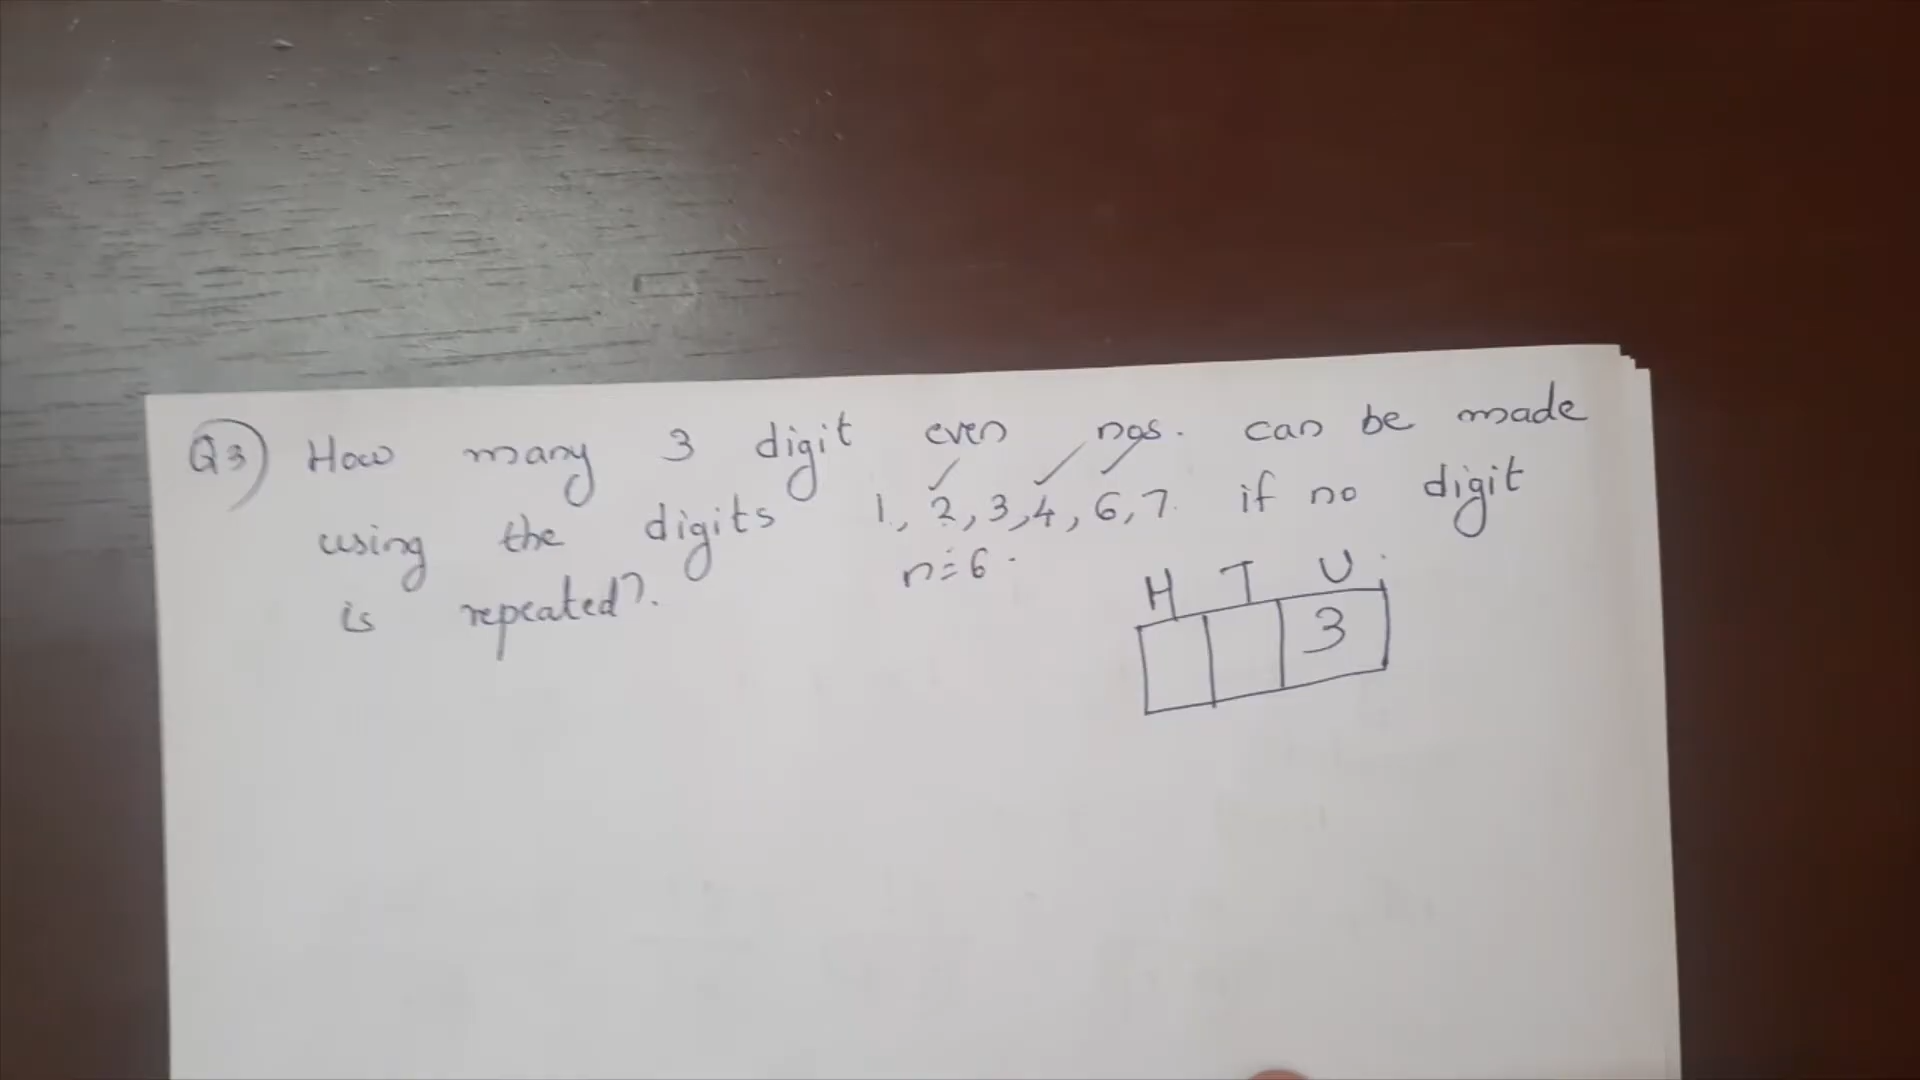 Q3) How many 3 digit even nos. can be made
using the digits 1, 2, 3, 4, 6, 7 if no digit
is repeated?
n = 6.
H T U
3